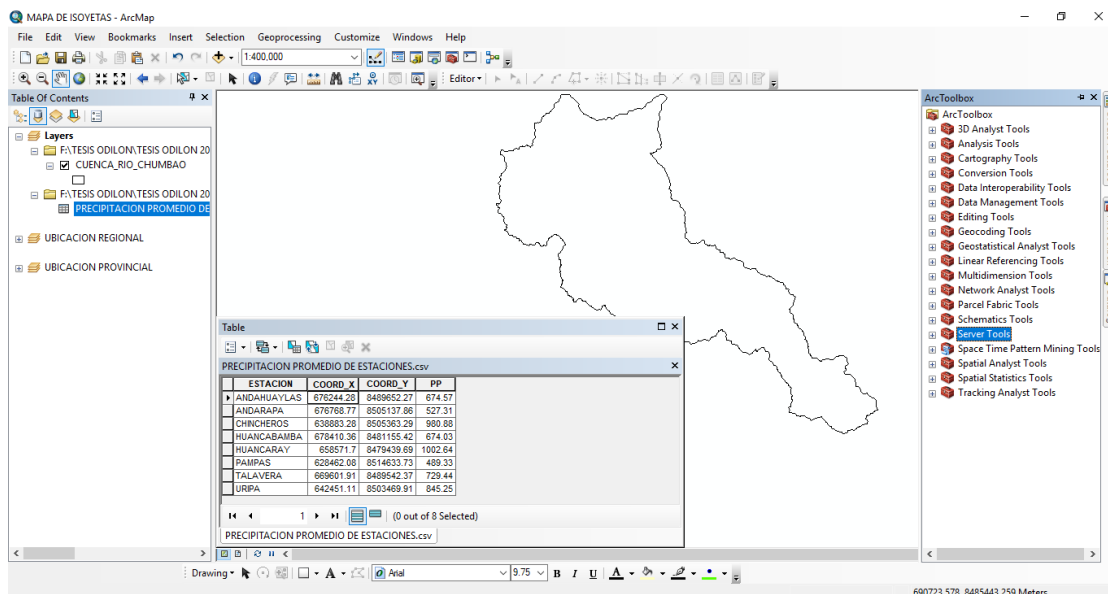 MAPA DE ISOYETAS - ArcMap
File Edit View Bookmarks Insert Selection Geoprocessing Customize Windows Help
1:400,000
Editor
Table Of Contents
Layers
F:\TESIS ODILON\TESIS ODILON 20
CUENCA_RIO_CHUMBAO
F:\TESIS ODILON\TESIS ODILON 20
PRECIPITACION PROMEDIO DE
UBICACION REGIONAL
UBICACION PROVINCIAL
Table
PRECIPITACION PROMEDIO DE ESTACIONES.csv
ESTACION COORD_X COORD_Y PP
ANDAHUAYLAS 676244.28 8489652.27 674.57
ANDARAPA 676768.77 8505137.86 527.31
CHINCHEROS 638883.28 8505363.29 980.88
HUANCABAMBA 678410.36 8481155.42 674.03
HUANCARAY 658571.7 8479439.69 1002.64
PAMPAS 628462.08 8514633.73 489.33
TALAVERA 669601.91 8489542.37 729.44
URIPA 642451.11 8503469.91 845.25
1 (0 out of 8 Selected)
PRECIPITACION PROMEDIO DE ESTACIONES.csv
ArcToolbox
ArcToolbox
3D Analyst Tools
Analysis Tools
Cartography Tools
Conversion Tools
Data Interoperability Tools
Data Management Tools
Editing Tools
Geocoding Tools
Geostatistical Analyst Tools
Linear Referencing Tools
Multidimension Tools
Network Analyst Tools
Parcel Fabric Tools
Schematics Tools
Server Tools
Space Time Pattern Mining Tools
Spatial Analyst Tools
Spatial Statistics Tools
Tracking Analyst Tools
Drawing A Arial 9.75 B I U A
690723.578 8485443.259 Meters